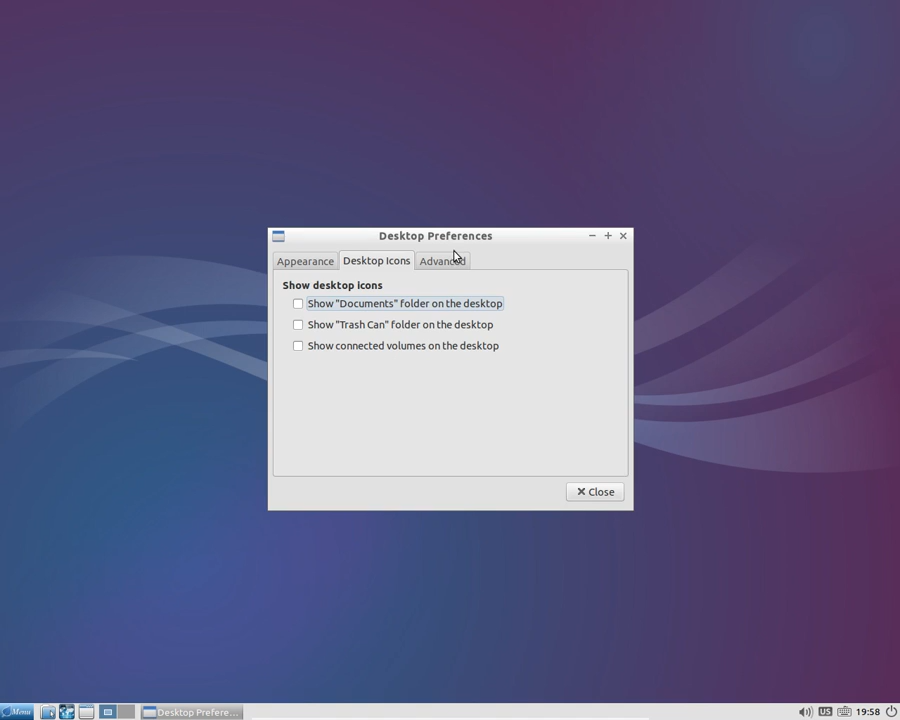 Desktop Preferences
Appearance
Desktop Icons
Advanced
Show desktop icons
Show "Documents" folder on the desktop
Show "Trash Can" folder on the desktop
Show connected volumes on the desktop
Close
Menu
Desktop Prefere...
US
19:58